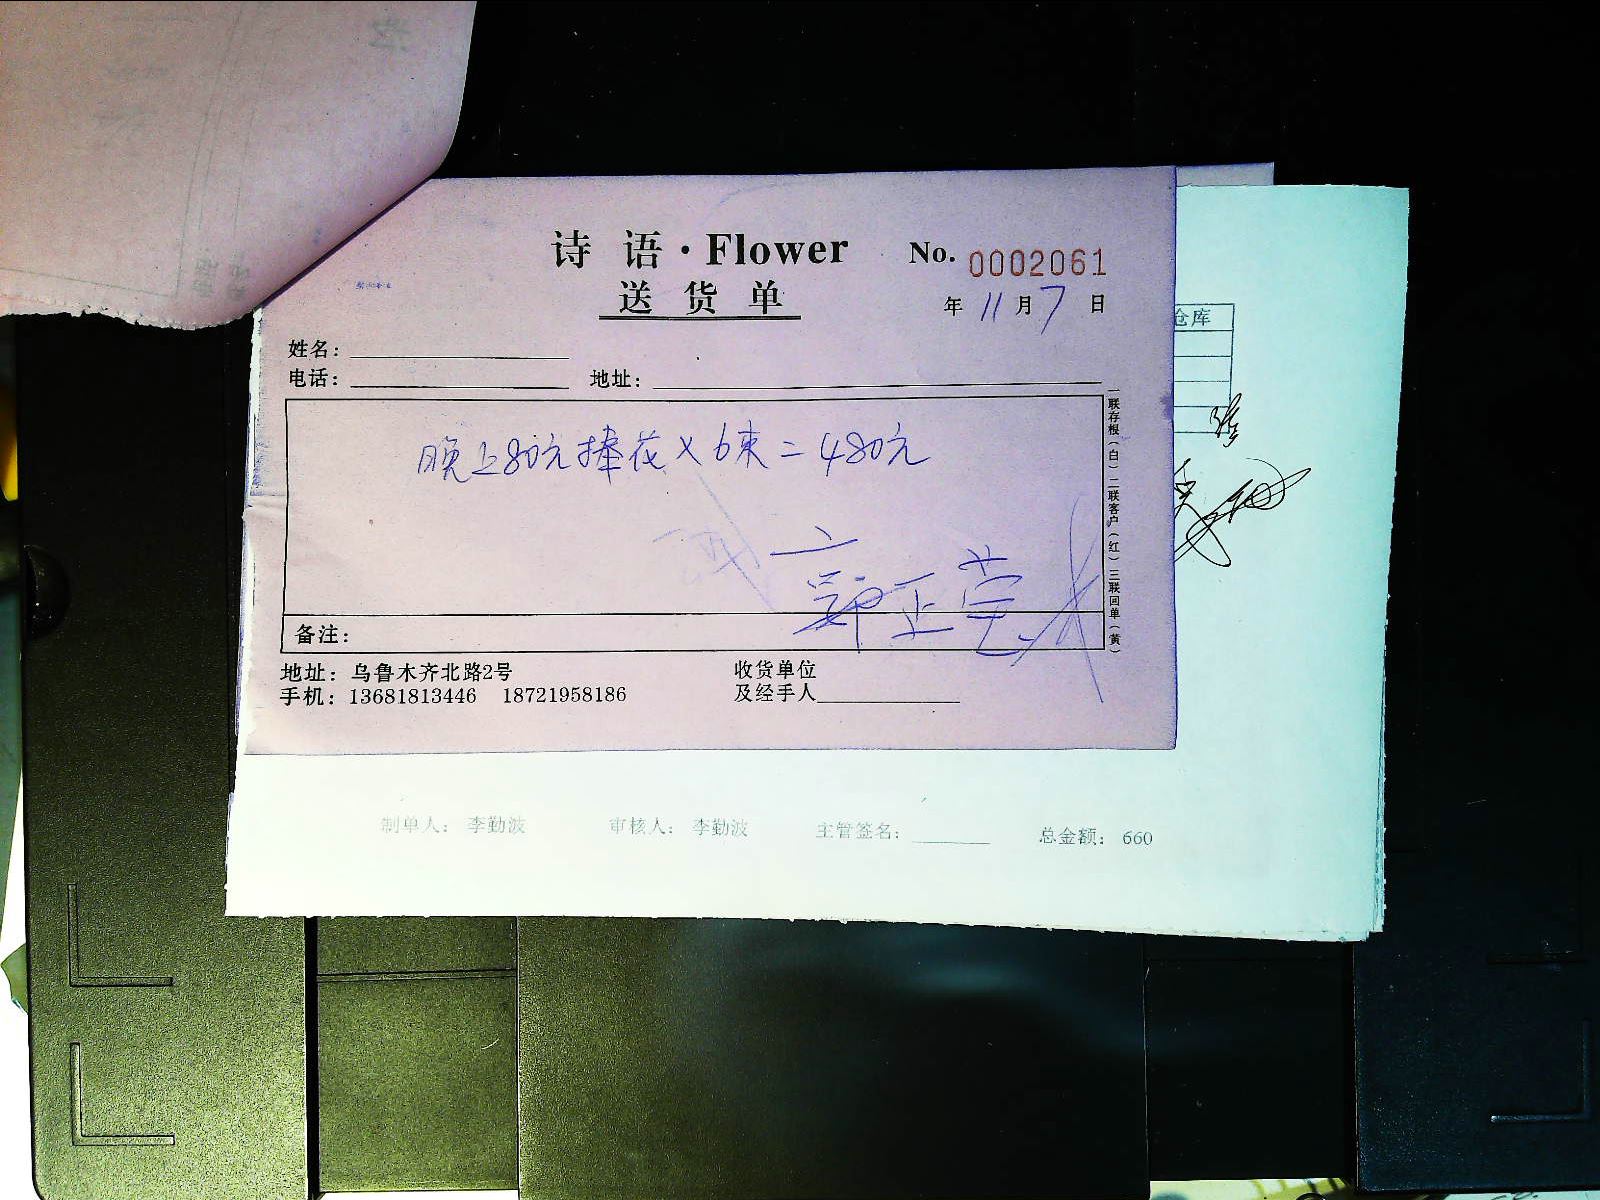 诗 语·Flower No. 0002061
送 货 单 年 11 月 7 日
姓名：
电话： 地址：
晚上80元捧花×6束=480元
备注：
地址：乌鲁木齐北路2号 收货单位
手机：13681813446 18721958186 及经手人
一联存根（白）二联客户（红）三联回单（黄）
仓库
制单人： 李勤波 审核人： 李勤波 主管签名： 总金额： 660